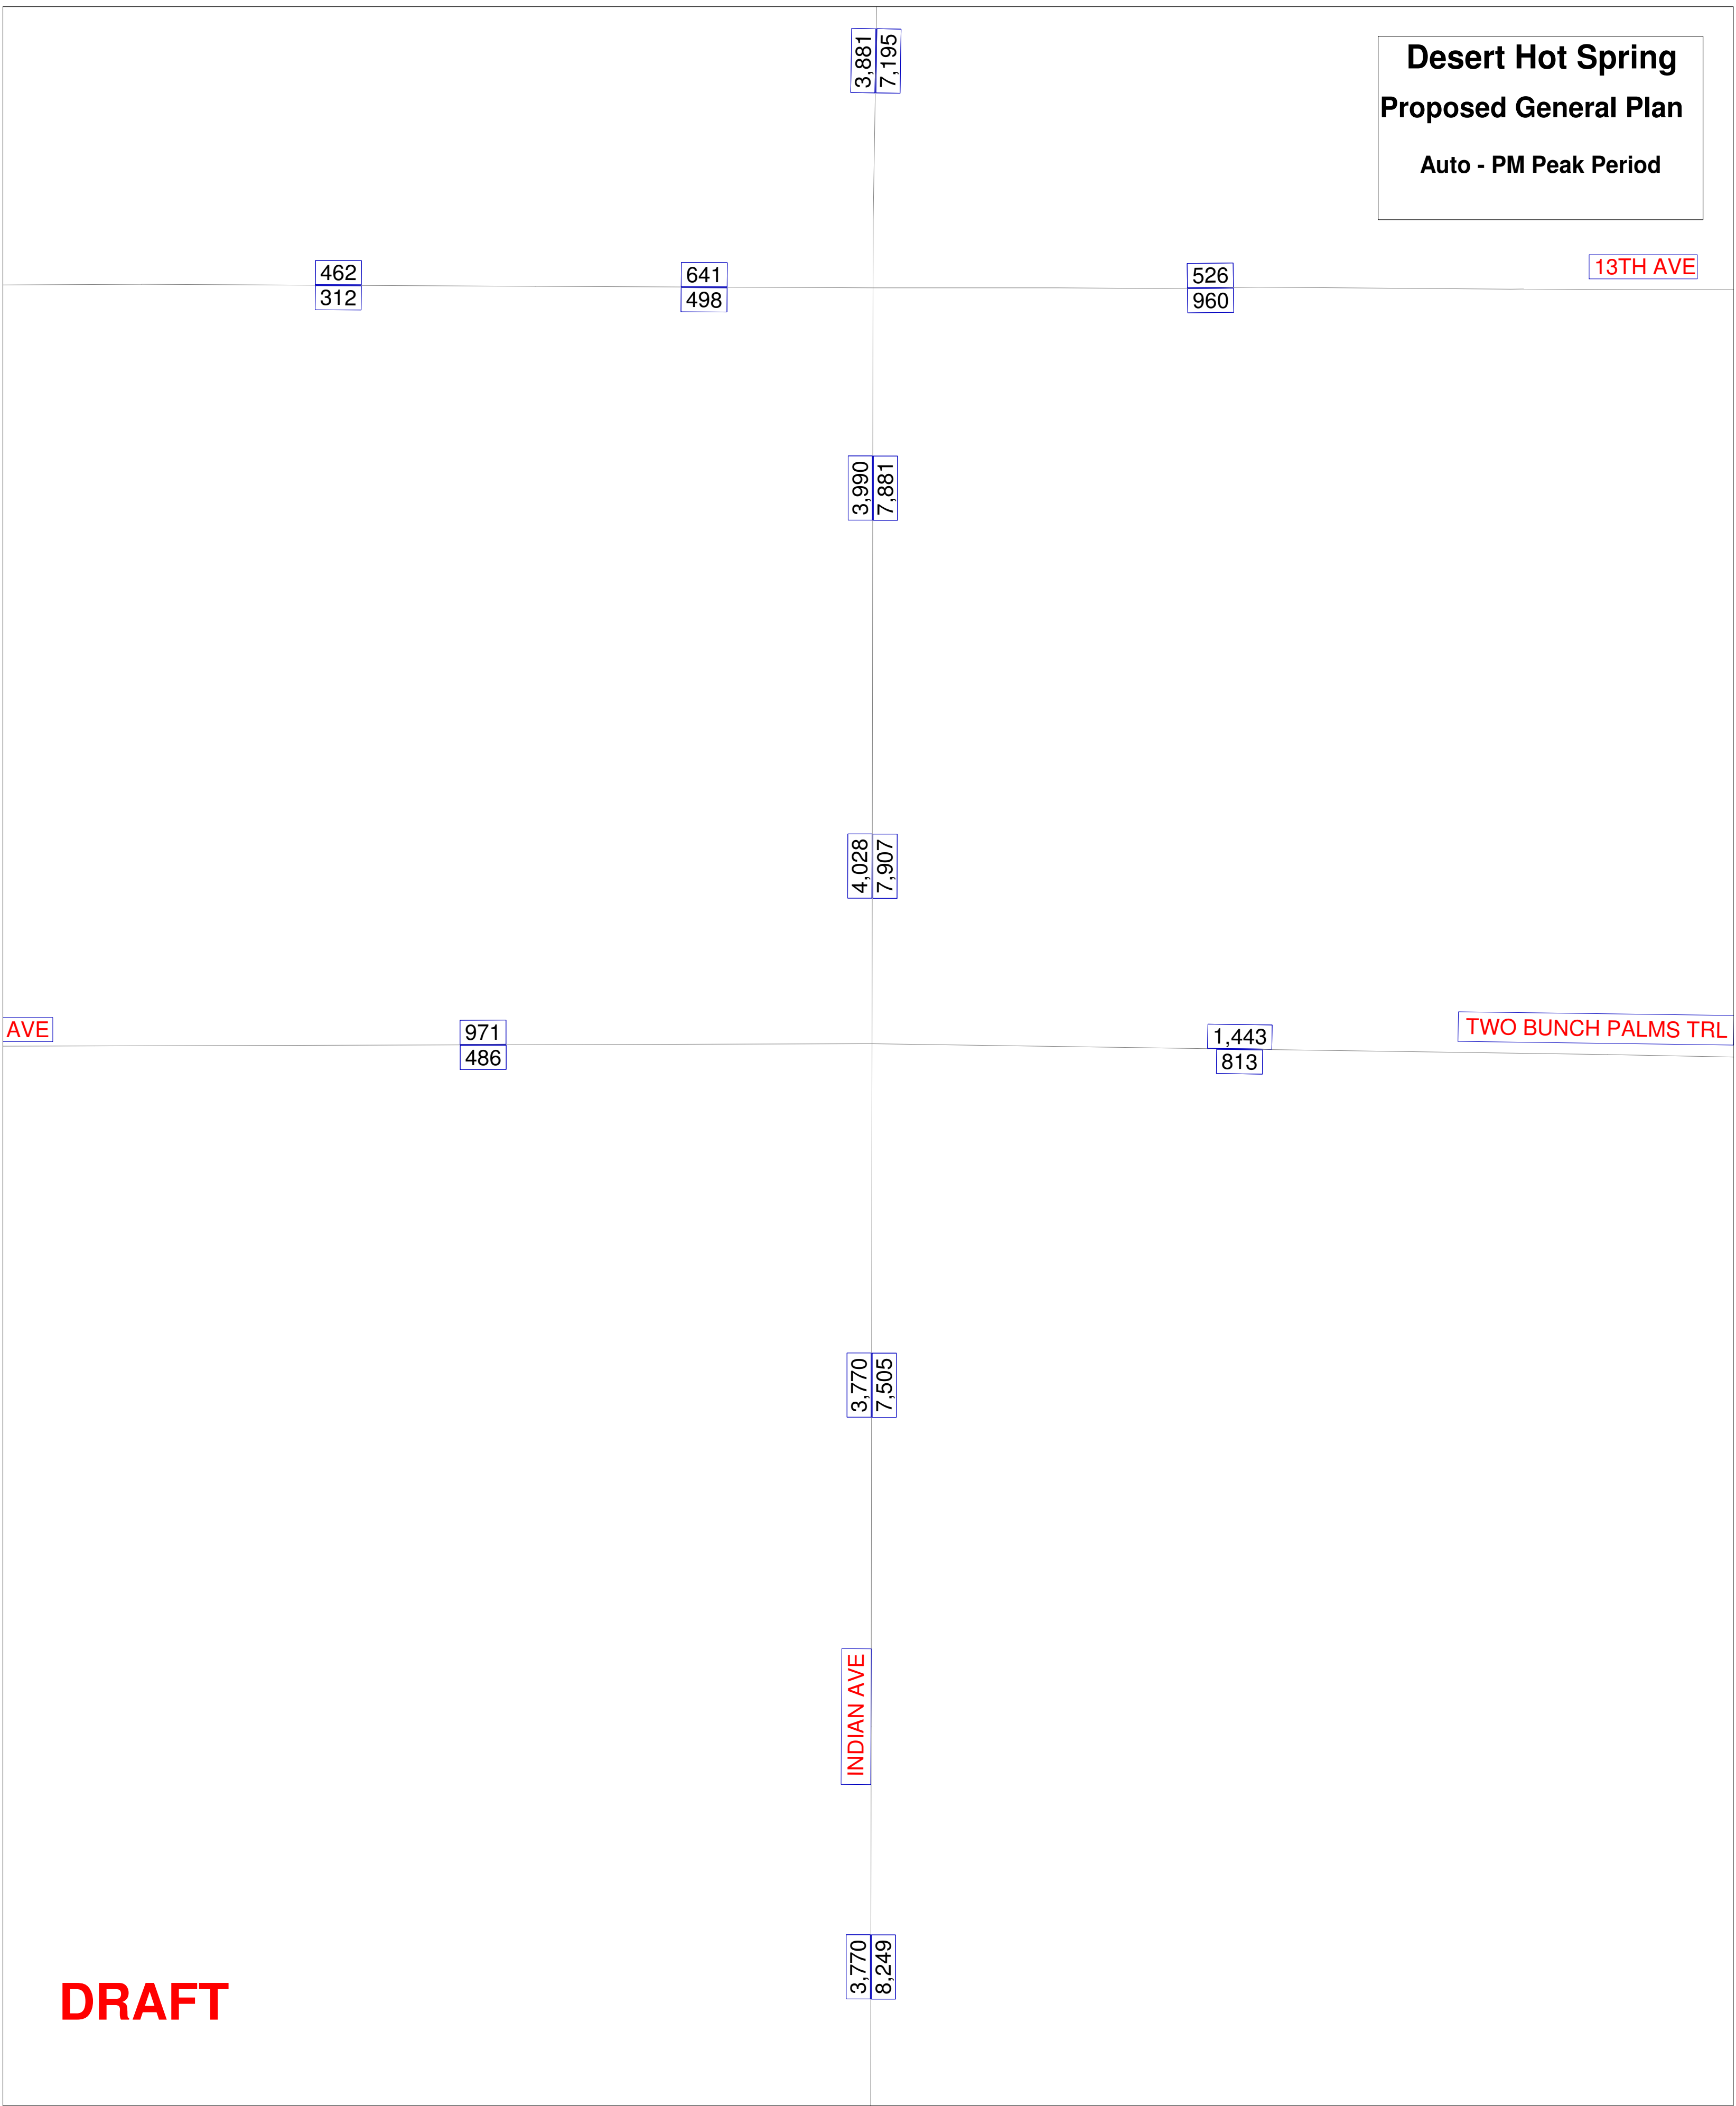 3,881
7,195
Desert Hot Spring
Proposed General Plan
Auto - PM Peak Period
13TH AVE
462
312
641
498
526
960
3,990
7,881
4,028
7,907
AVE
971
486
1,443
813
TWO BUNCH PALMS TRL
3,770
7,505
INDIAN AVE
3,770
8,249
DRAFT